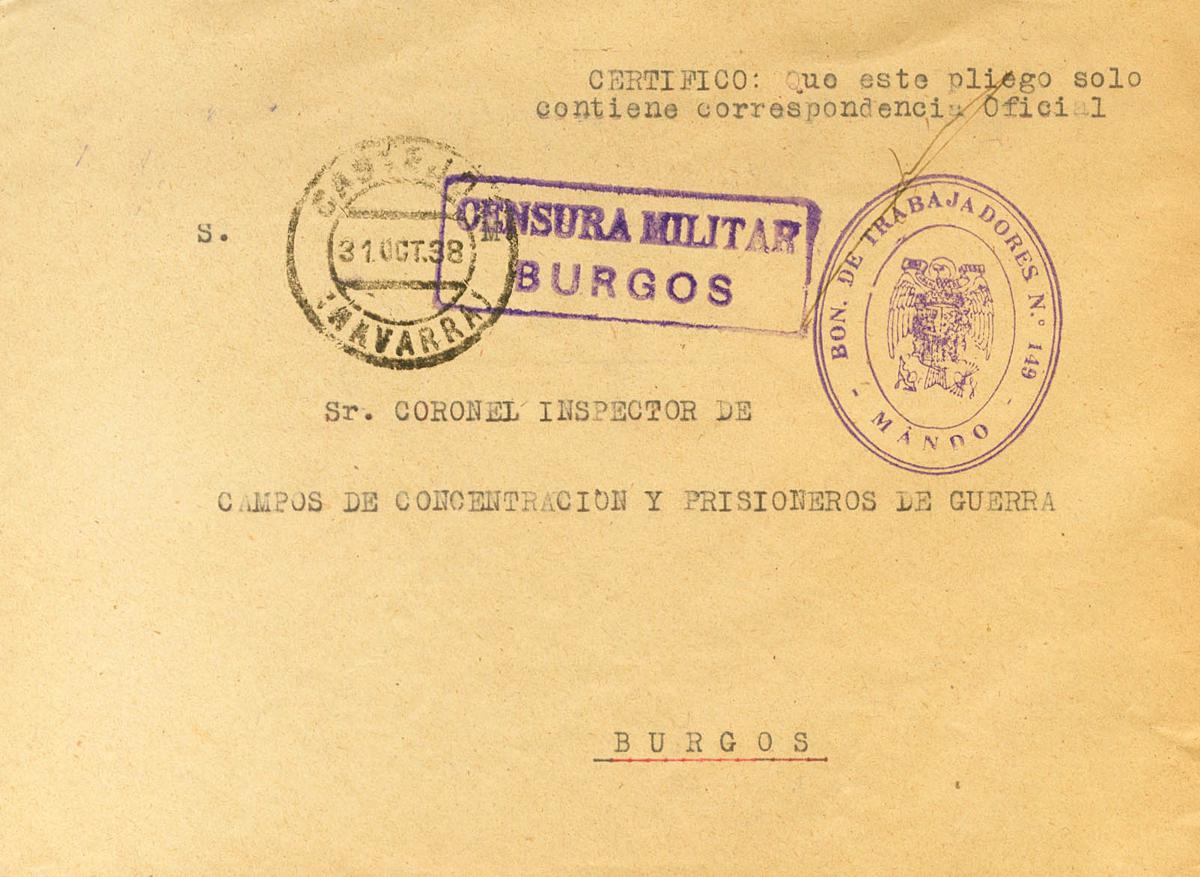 CERTIFICO: Que este pliego solo
contiene correspondencia Oficial
S. M
CASTEJON
31.OCT.38
(NAVARRA)
CENSURA MILITAR
BURGOS
BON. DE TRABAJADORES N.º 149
- MANDO -
Sr. CORONEL INSPECTOR DE
CAMPOS DE CONCENTRACION Y PRISIONEROS DE GUERRA
BURGOS